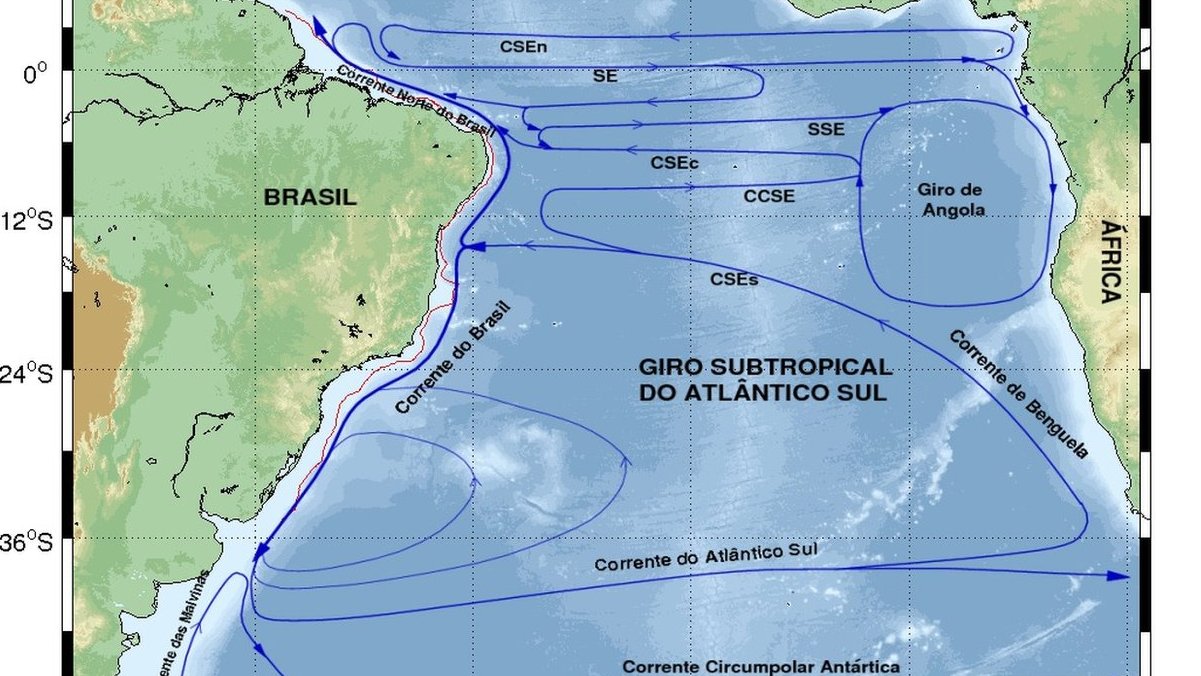 CSEn
0°
SE
Corrente Norte do Brasil
SSE
CSEc
BRASIL
CCSE
Giro de
Angola
12°S
ÁFRICA
CSEs
Corrente do Brasil
24°S
GIRO SUBTROPICAL
DO ATLÂNTICO SUL
Corrente de Benguela
36°S
Corrente do Atlântico Sul
ente das Malvinas
Corrente Circumpolar Antártica